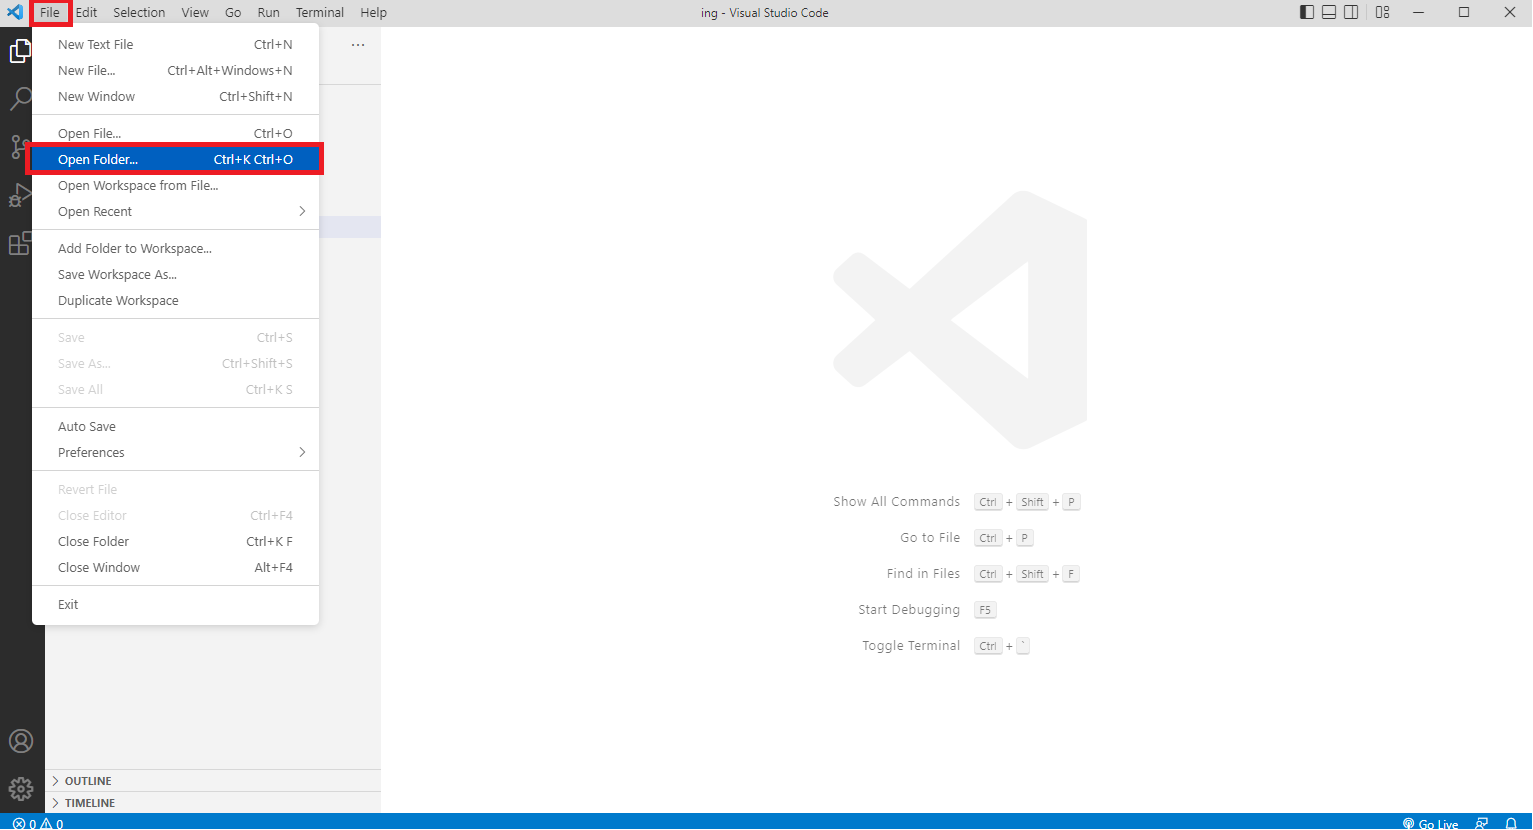 File Edit Selection View Go Run Terminal Help
ing - Visual Studio Code
New Text File Ctrl+N
New File... Ctrl+Alt+Windows+N
New Window Ctrl+Shift+N
Open File... Ctrl+O
Open Folder... Ctrl+K Ctrl+O
Open Workspace from File...
Open Recent
Add Folder to Workspace...
Save Workspace As...
Duplicate Workspace
Save Ctrl+S
Save As... Ctrl+Shift+S
Save All Ctrl+K S
Auto Save
Preferences
Revert File
Close Editor Ctrl+F4
Close Folder Ctrl+K F
Close Window Alt+F4
Exit
Show All Commands Ctrl + Shift + P
Go to File Ctrl + P
Find in Files Ctrl + Shift + F
Start Debugging F5
Toggle Terminal Ctrl + `
OUTLINE
TIMELINE
0 0
Go Live